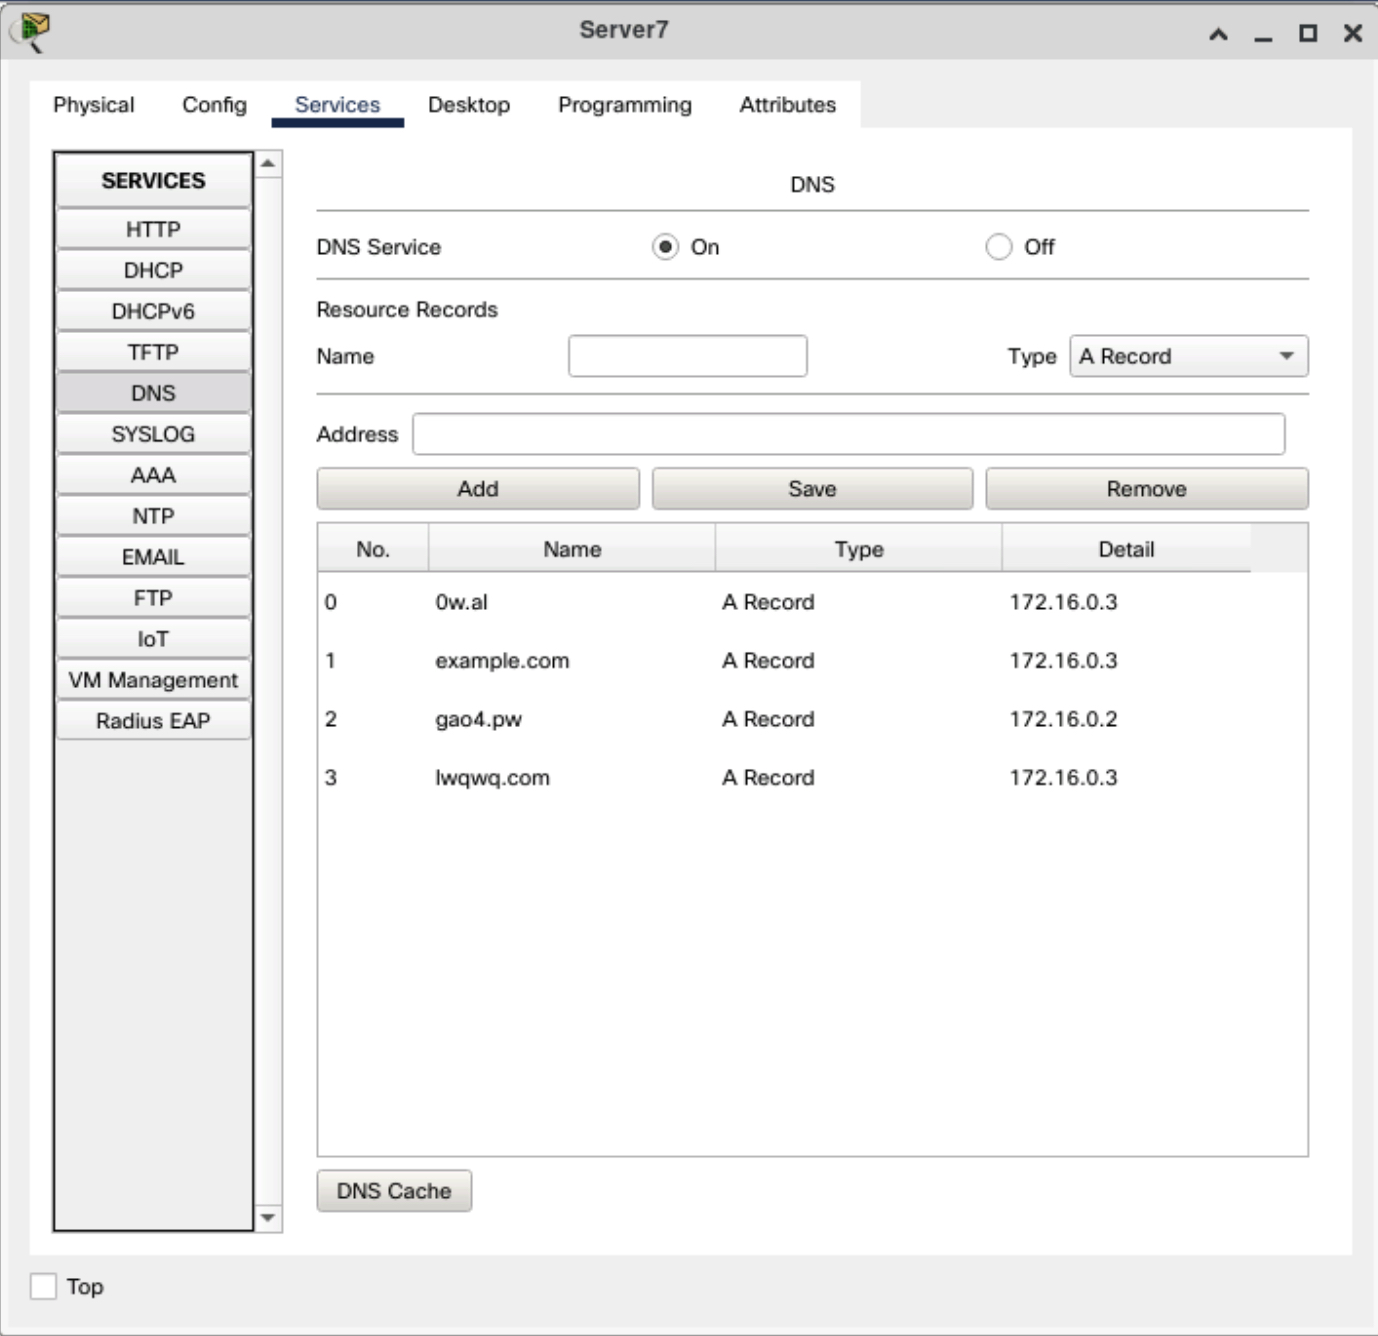 Server7
Physical Config Services Desktop Programming Attributes
SERVICES
HTTP
DHCP
DHCPv6
TFTP
DNS
SYSLOG
AAA
NTP
EMAIL
FTP
IoT
VM Management
Radius EAP
DNS
DNS Service On Off
Resource Records
Name Type A Record
Address
Add Save Remove
No. Name Type Detail
0 0w.al A Record 172.16.0.3
1 example.com A Record 172.16.0.3
2 gao4.pw A Record 172.16.0.2
3 lwqwq.com A Record 172.16.0.3
DNS Cache
Top